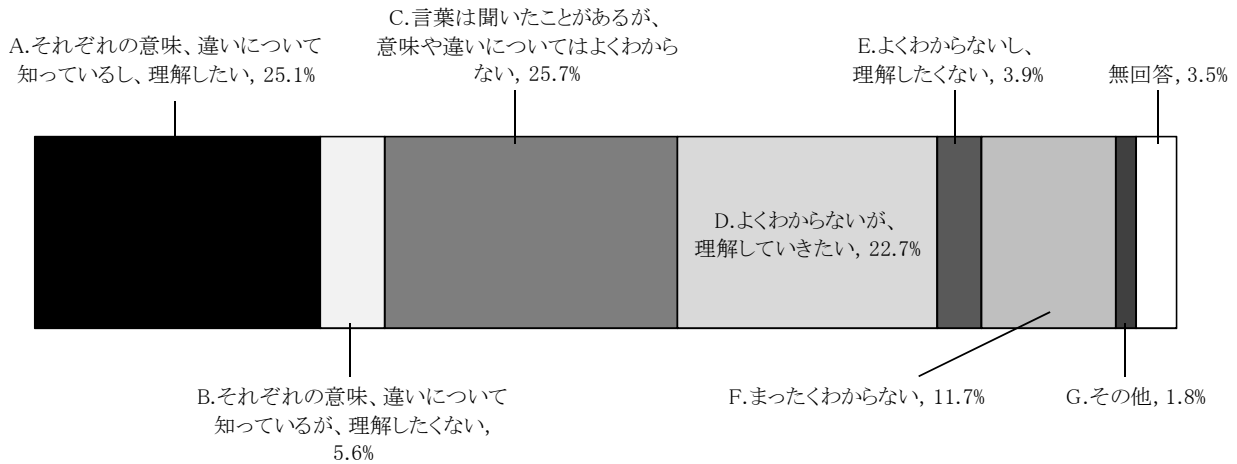 A.それぞれの意味、違いについて
知っているし、理解したい, 25.1%
C.言葉は聞いたことがあるが、
意味や違いについてはよくわから
ない, 25.7%
E.よくわからないし、
理解したくない, 3.9%
無回答, 3.5%
D.よくわからないが、
理解していきたい, 22.7%
B.それぞれの意味、違いについて
知っているが、理解したくない,
5.6%
F.まったくわからない, 11.7%
G.その他, 1.8%